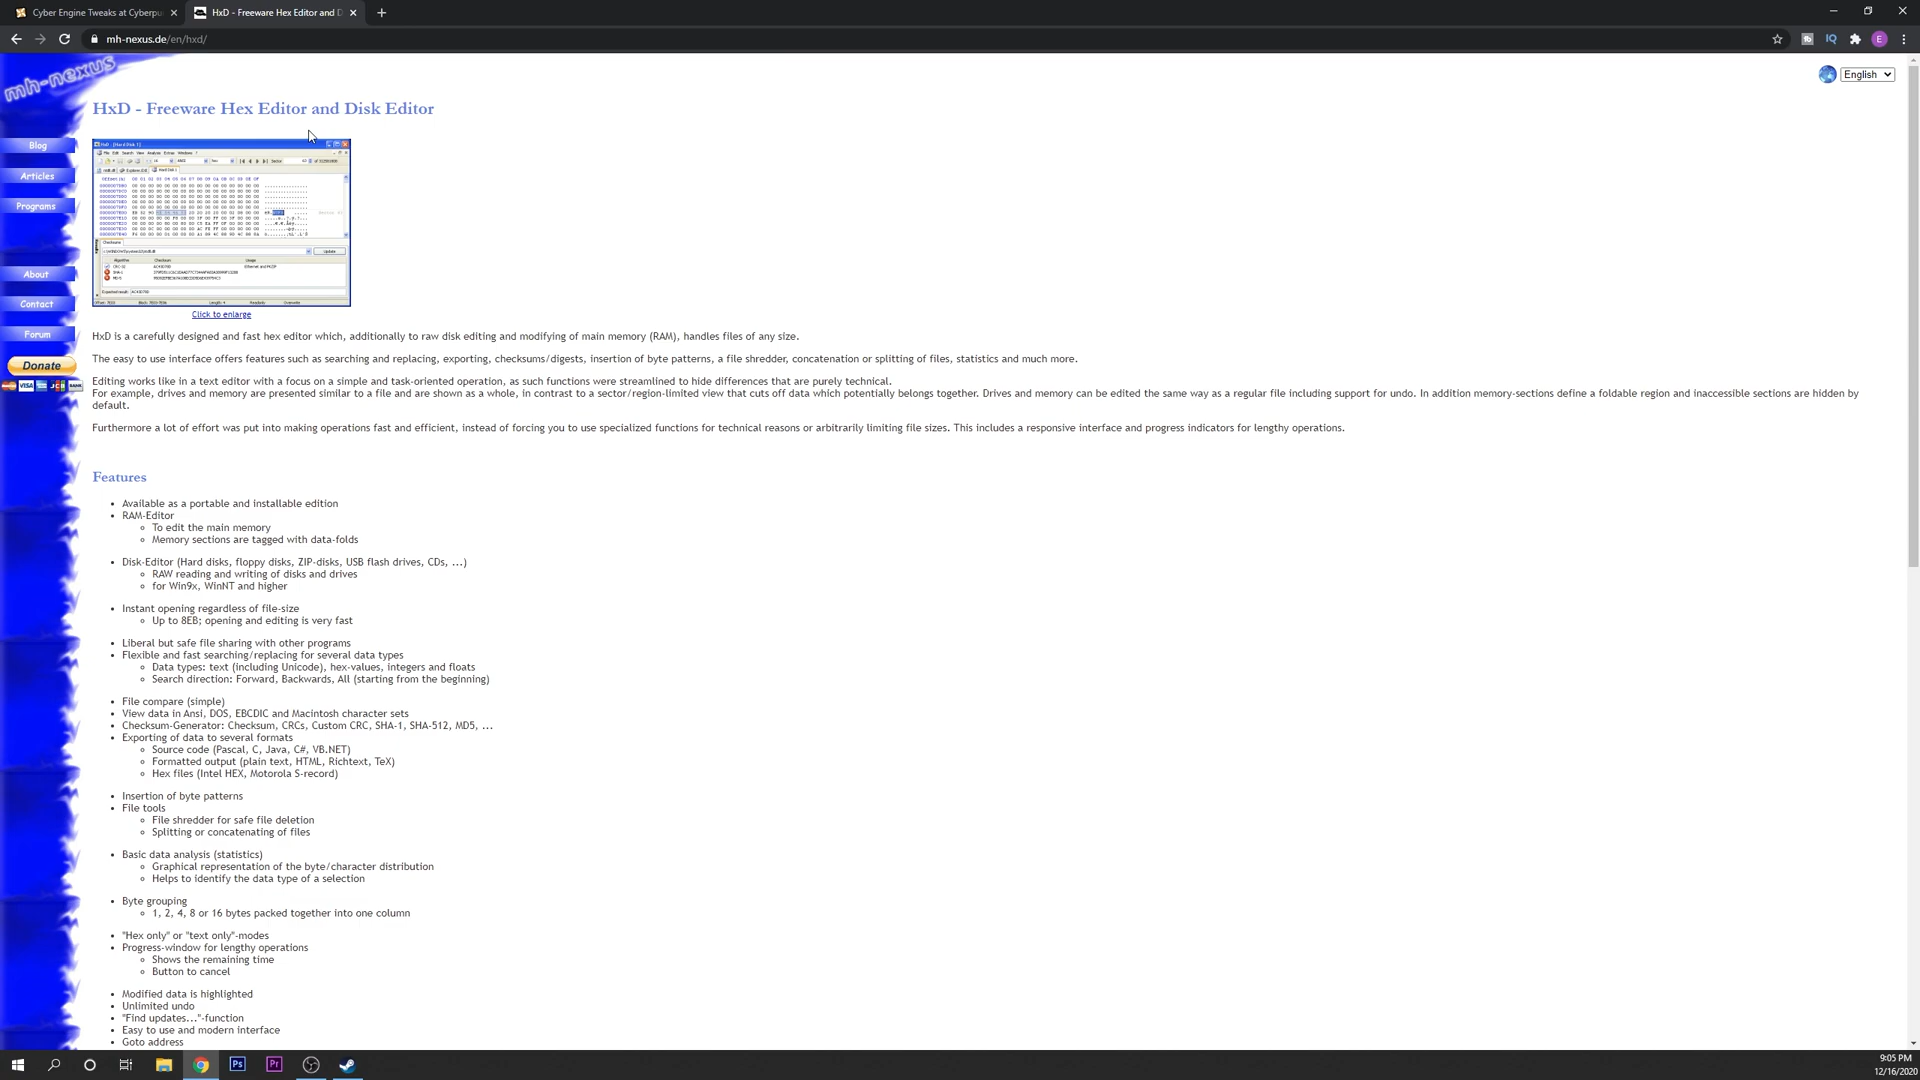 Cyber Engine Tweaks at Cyberpu
HxD - Freeware Hex Editor and D
mh-nexus.de/en/hxd/
IQ
E
mh-nexus
English
HxD - Freeware Hex Editor and Disk Editor
Blog
Articles
Programs
About
Contact
Forum
Donate
VISA
JCB
BANK
Click to enlarge
HxD is a carefully designed and fast hex editor which, additionally to raw disk editing and modifying of main memory (RAM), handles files of any size.
The easy to use interface offers features such as searching and replacing, exporting, checksums/digests, insertion of byte patterns, a file shredder, concatenation or splitting of files, statistics and much more.
Editing works like in a text editor with a focus on a simple and task-oriented operation, as such functions were streamlined to hide differences that are purely technical.
For example, drives and memory are presented similar to a file and are shown as a whole, in contrast to a sector/region-limited view that cuts off data which potentially belongs together. Drives and memory can be edited the same way as a regular file including support for undo. In addition memory-sections define a foldable region and inaccessible sections are hidden by
default.
Furthermore a lot of effort was put into making operations fast and efficient, instead of forcing you to use specialized functions for technical reasons or arbitrarily limiting file sizes. This includes a responsive interface and progress indicators for lengthy operations.
Features
Available as a portable and installable edition
RAM-Editor
To edit the main memory
Memory sections are tagged with data-folds
Disk-Editor (Hard disks, floppy disks, ZIP-disks, USB flash drives, CDs, ...)
RAW reading and writing of disks and drives
for Win9x, WinNT and higher
Instant opening regardless of file-size
Up to 8EB; opening and editing is very fast
Liberal but safe file sharing with other programs
Flexible and fast searching/replacing for several data types
Data types: text (including Unicode), hex-values, integers and floats
Search direction: Forward, Backwards, All (starting from the beginning)
File compare (simple)
View data in Ansi, DOS, EBCDIC and Macintosh character sets
Checksum-Generator: Checksum, CRCs, Custom CRC, SHA-1, SHA-512, MD5, ...
Exporting of data to several formats
Source code (Pascal, C, Java, C#, VB.NET)
Formatted output (plain text, HTML, Richtext, TeX)
Hex files (Intel HEX, Motorola S-record)
Insertion of byte patterns
File tools
File shredder for safe file deletion
Splitting or concatenating of files
Basic data analysis (statistics)
Graphical representation of the byte/character distribution
Helps to identify the data type of a selection
Byte grouping
1, 2, 4, 8 or 16 bytes packed together into one column
"Hex only" or "text only"-modes
Progress-window for lengthy operations
Shows the remaining time
Button to cancel
Modified data is highlighted
Unlimited undo
"Find updates..."-function
Easy to use and modern interface
Goto address
Ps
Pr
9:05 PM
12/16/2020